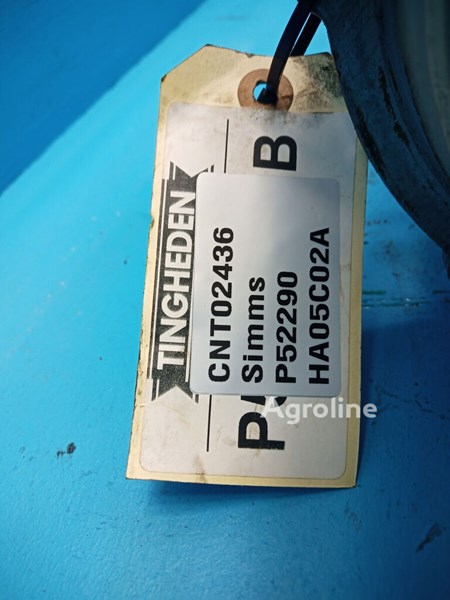 TINGHEDEN
CNT02436
Simms
P52290
HA05C02A
B
Agroline